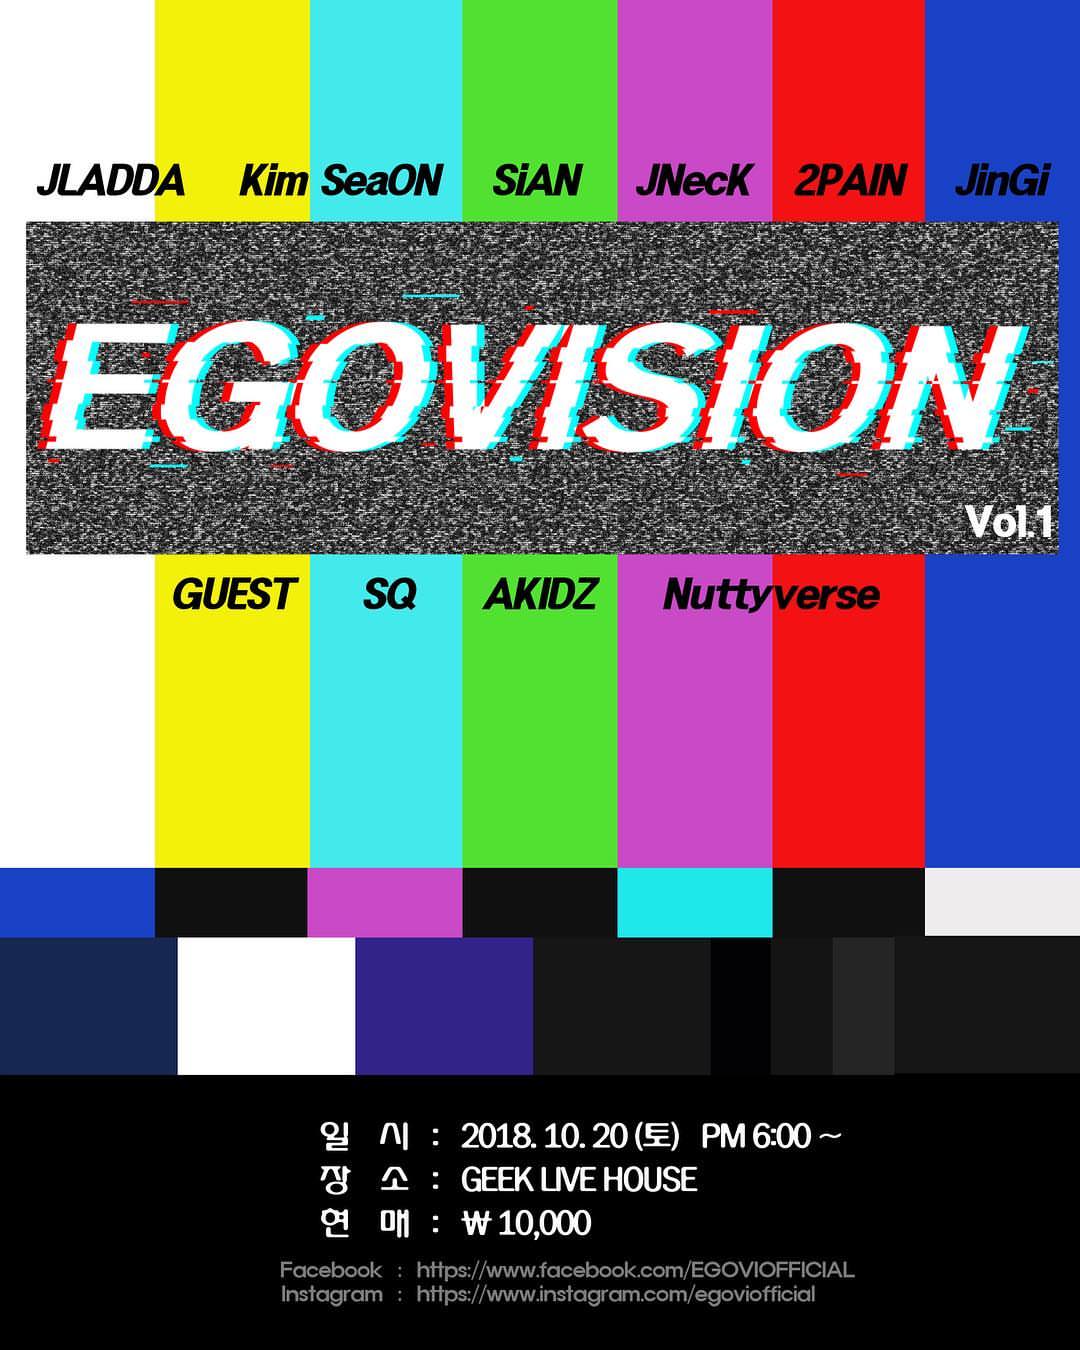 JLADDA Kim SeaON SiAN JNecK 2PAIN JinGi
EGOVISION
Vol.1
GUEST SQ AKIDZ Nuttyverse
일 시 : 2018. 10. 20 (토) PM 6:00 ~
장 소 : GEEK LIVE HOUSE
현 매 : ₩ 10,000
Facebook : https://www.facebook.com/EGOVIOFFICIAL
Instagram : https://www.instagram.com/egoviofficial